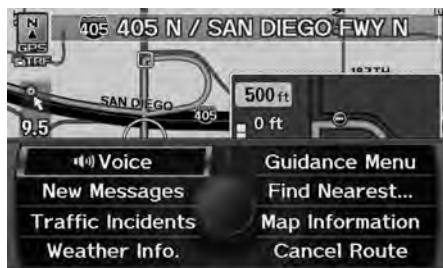 N
405 405 N / SAN DIEGO FWY N
GPS
TRF
187TH
SAN DIEGO
405
500 ft
0 ft
9.5
Voice
Guidance Menu
New Messages
Find Nearest...
Traffic Incidents
Map Information
Weather Info.
Cancel Route